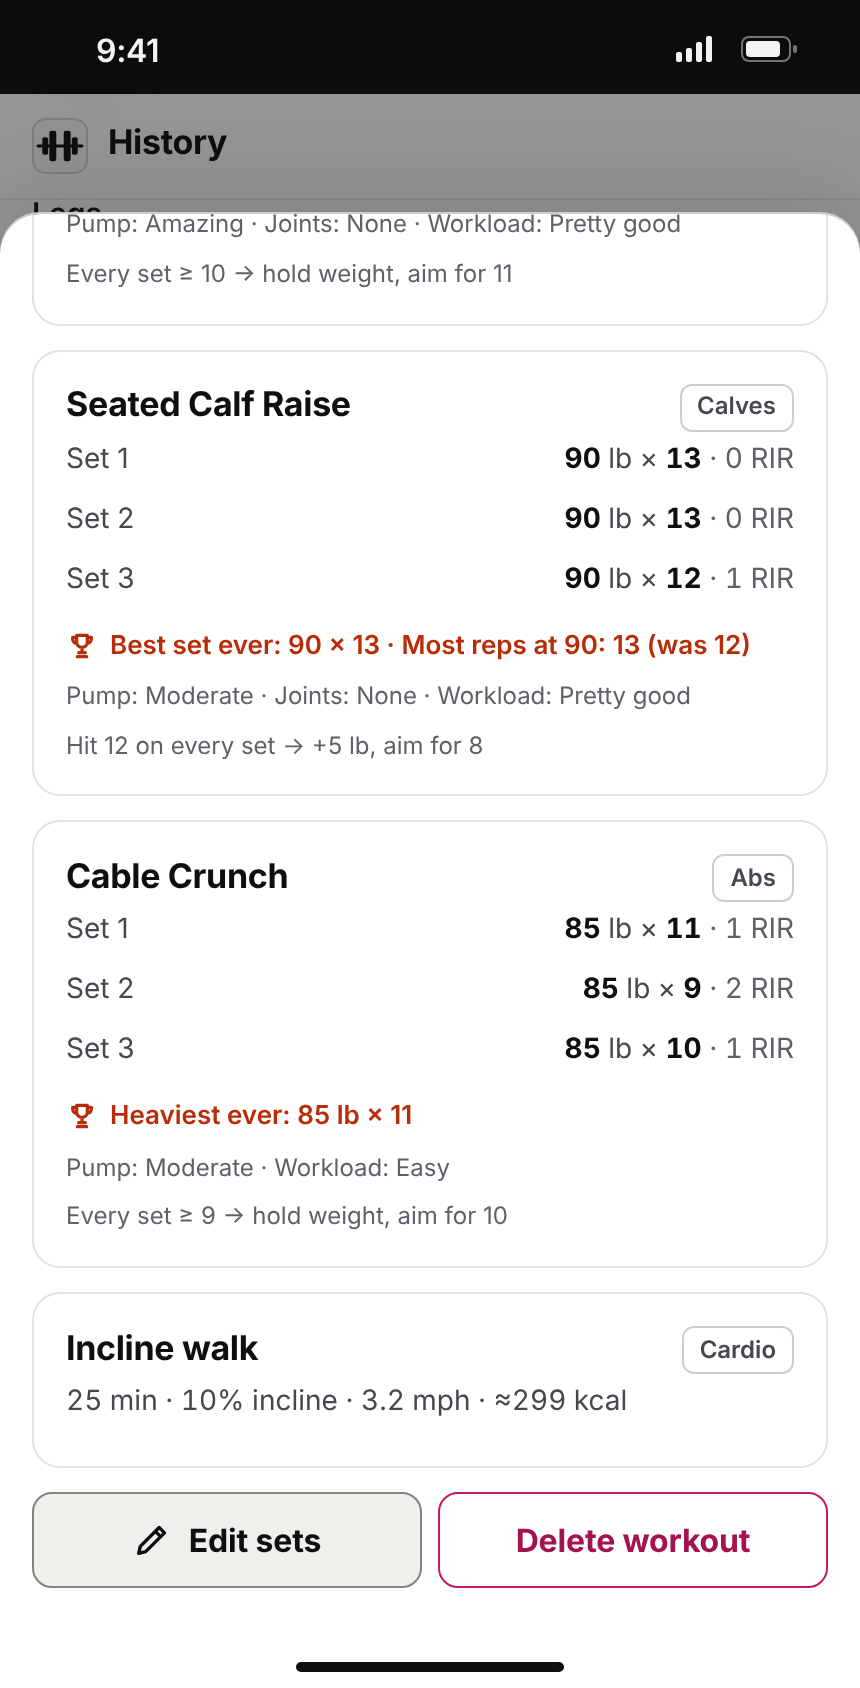 9:41
History
Legs
Pump: Amazing · Joints: None · Workload: Pretty good
Every set ≥ 10 → hold weight, aim for 11
Seated Calf Raise
Calves
Set 1 90 lb × 13 · 0 RIR
Set 2 90 lb × 13 · 0 RIR
Set 3 90 lb × 12 · 1 RIR
Best set ever: 90 × 13 · Most reps at 90: 13 (was 12)
Pump: Moderate · Joints: None · Workload: Pretty good
Hit 12 on every set → +5 lb, aim for 8
Cable Crunch
Abs
Set 1 85 lb × 11 · 1 RIR
Set 2 85 lb × 9 · 2 RIR
Set 3 85 lb × 10 · 1 RIR
Heaviest ever: 85 lb × 11
Pump: Moderate · Workload: Easy
Every set ≥ 9 → hold weight, aim for 10
Incline walk
Cardio
25 min · 10% incline · 3.2 mph · ≈299 kcal
Edit sets
Delete workout